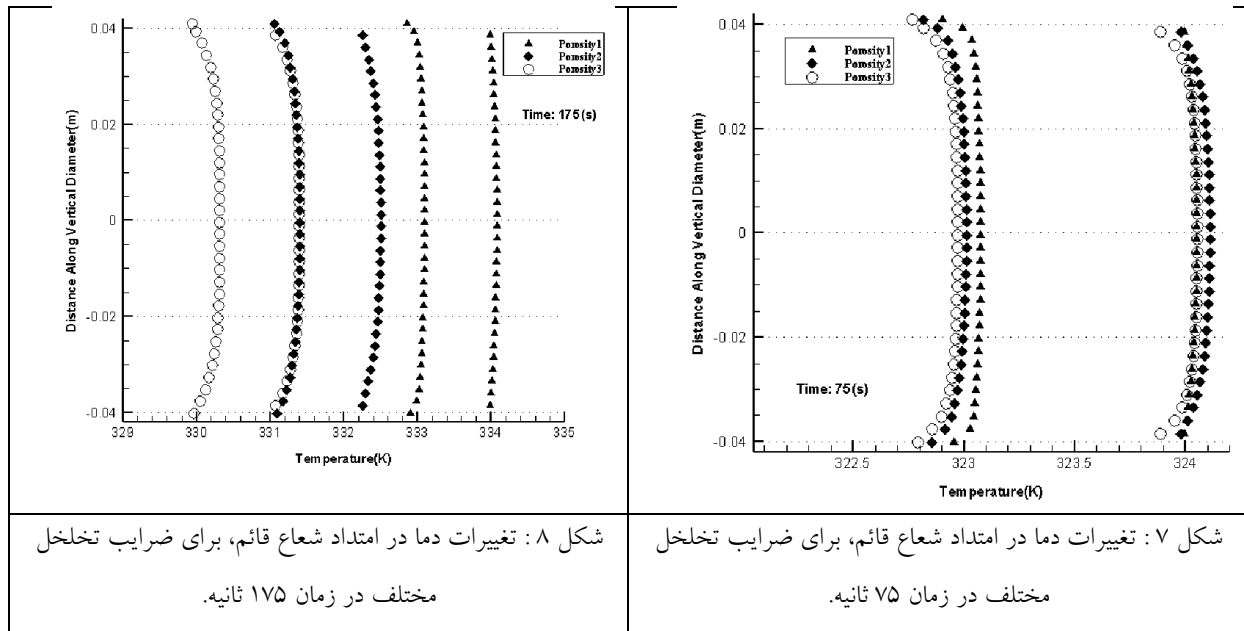 0.04
0.02
0
-0.02
-0.04
Distance Along Vertical Diameter(m)
Porosity1
Porosity2
Porosity3
Time: 175(s)
329
330
331
332
333
334
335
Temperature(K)
0.04
0.02
0
-0.02
-0.04
Distance Along Vertical Diameter(m)
Porosity1
Porosity2
Porosity3
Time: 75(s)
322.5
323
323.5
324
Temperature(K)
شکل ۷ : تغییرات دما در امتداد شعاع قائم، برای ضرایب تخلخل
مختلف در زمان ۷۵ ثانیه.
شکل ۸ : تغییرات دما در امتداد شعاع قائم، برای ضرایب تخلخل
مختلف در زمان ۱۷۵ ثانیه.